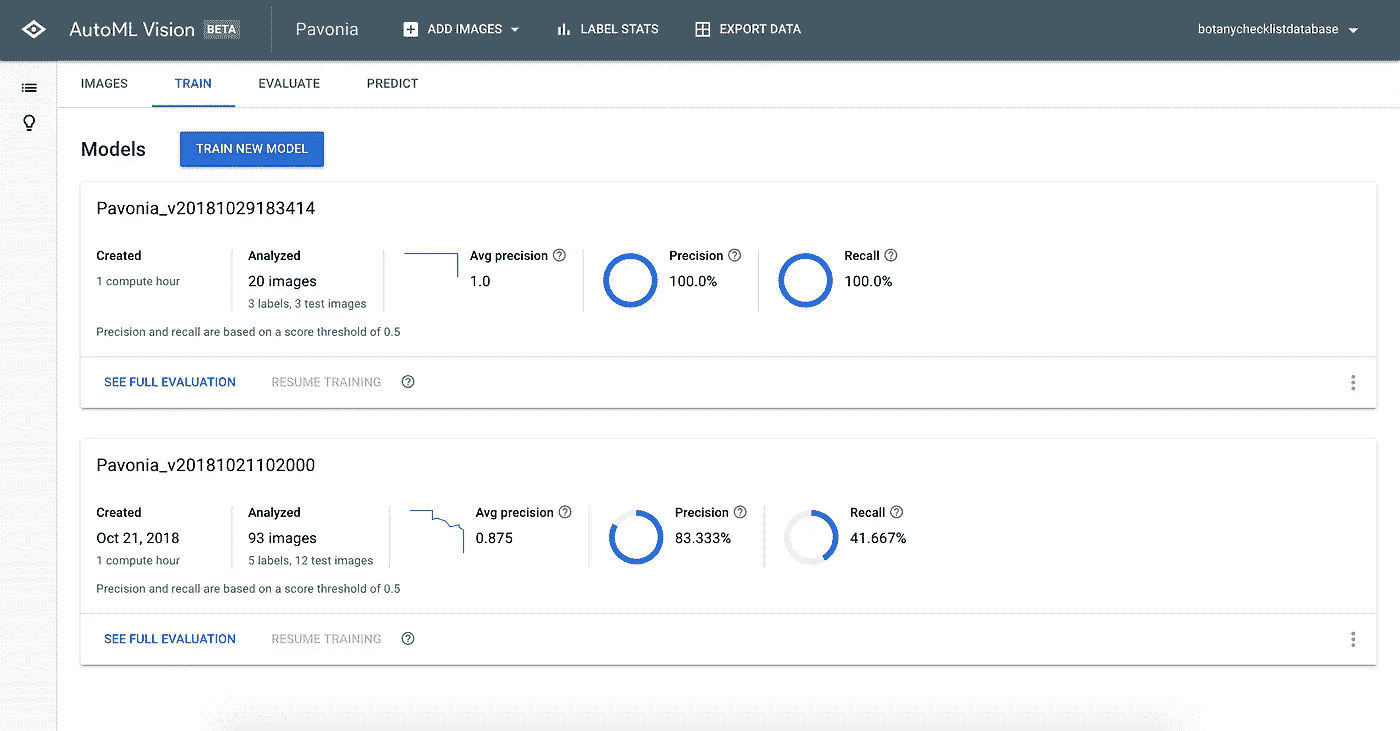 AutoML Vision BETA Pavonia ADD IMAGES LABEL STATS EXPORT DATA botanychecklistdatabase
IMAGES TRAIN EVALUATE PREDICT
Models TRAIN NEW MODEL
Pavonia_v20181029183414
Created Analyzed Avg precision Precision Recall
1 compute hour 20 images 1.0 100.0% 100.0%
3 labels, 3 test images
Precision and recall are based on a score threshold of 0.5
SEE FULL EVALUATION RESUME TRAINING
Pavonia_v20181021102000
Created Analyzed Avg precision Precision Recall
Oct 21, 2018 93 images 0.875 83.333% 41.667%
1 compute hour 5 labels, 12 test images
Precision and recall are based on a score threshold of 0.5
SEE FULL EVALUATION RESUME TRAINING